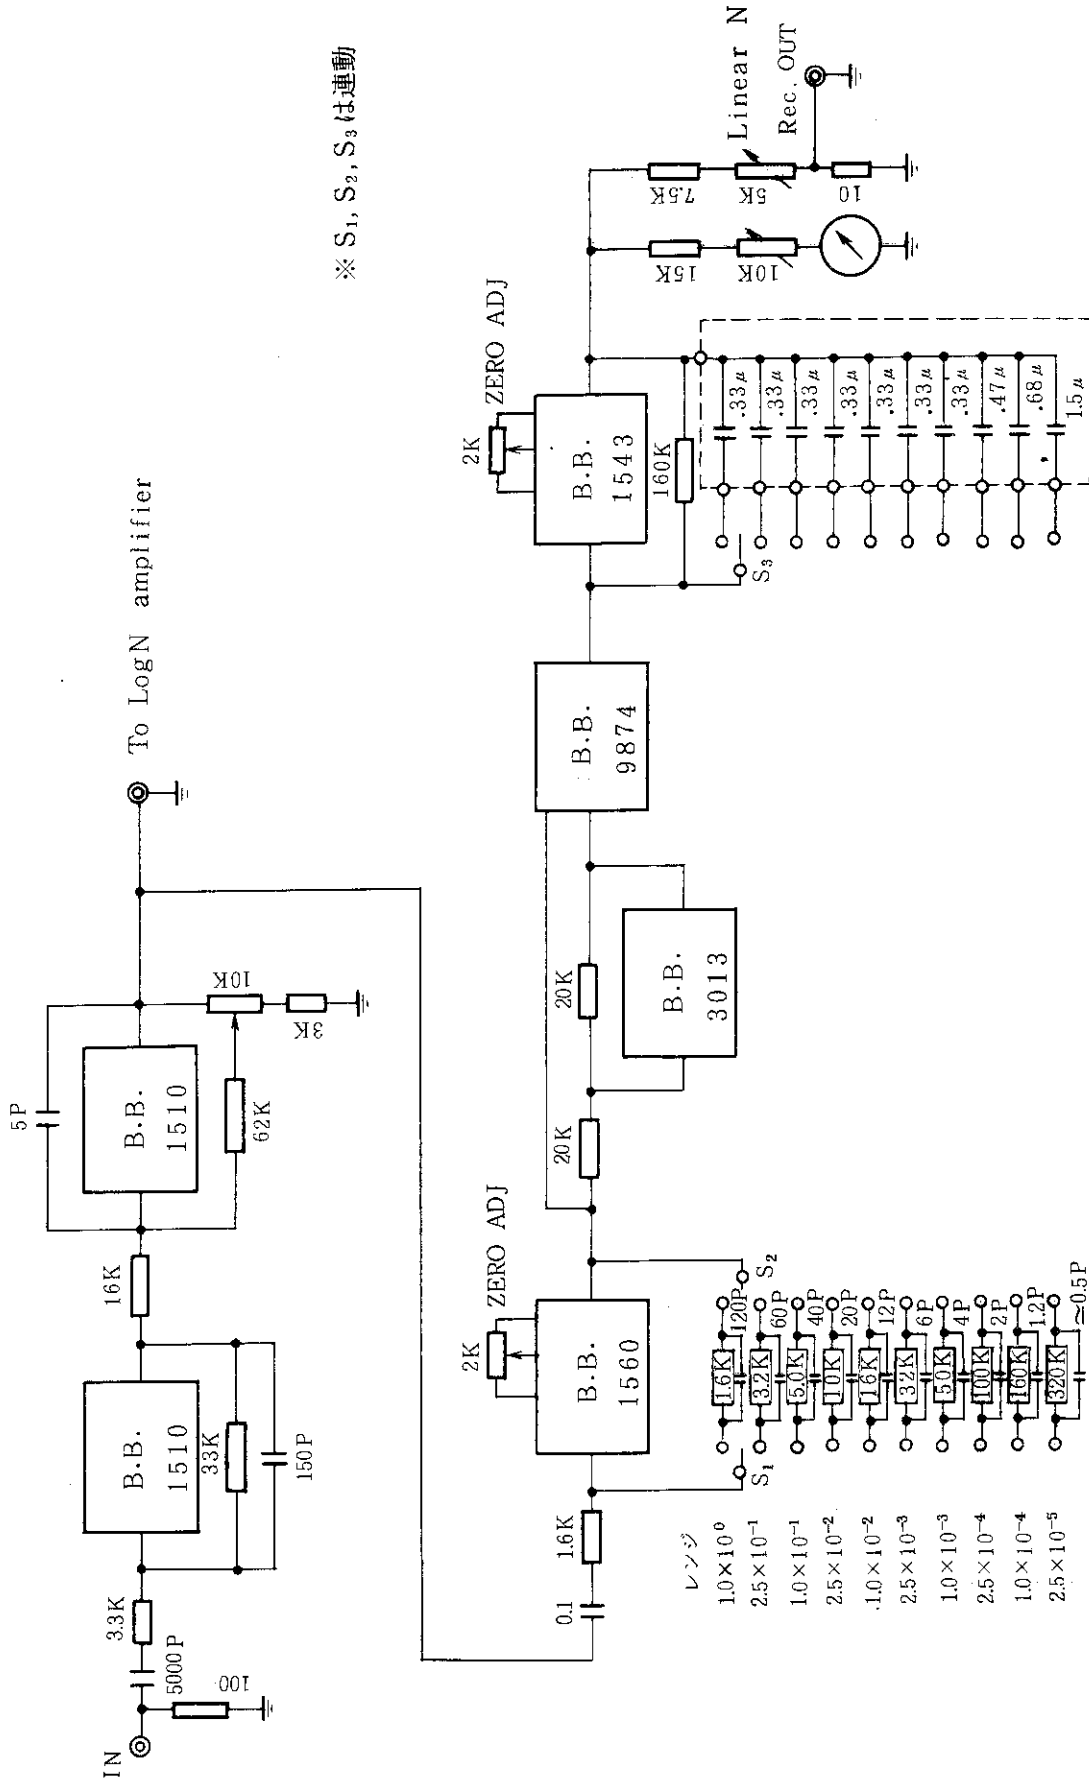 IN
100
5000P
3.3K
B.B.
1510
33K
150P
16K
5P
B.B.
1510
62K
10K
3K
To LogN amplifier
※ S₁, S₂, S₃ は連動
0.1
1.6K
2K
ZERO ADJ
B.B.
1560
S₁
S₂
レンジ
1.0×10⁰
1.6K
120P
2.5×10⁻¹
3.2K
60P
1.0×10⁻¹
5.0K
40P
2.5×10⁻²
10K
20P
1.0×10⁻²
16K
12P
2.5×10⁻³
32K
6P
1.0×10⁻³
50K
4P
2.5×10⁻⁴
100K
2P
1.0×10⁻⁴
160K
1.2P
2.5×10⁻⁵
320K
≃0.5P
20K
20K
B.B.
3013
B.B.
9874
2K
ZERO ADJ
B.B.
1543
160K
S₃
.33μ
.33μ
.33μ
.33μ
.33μ
.33μ
.33μ
.47μ
.68μ
1.5μ
15K
10K
7.5K
5K
10
Linear N
Rec. OUT